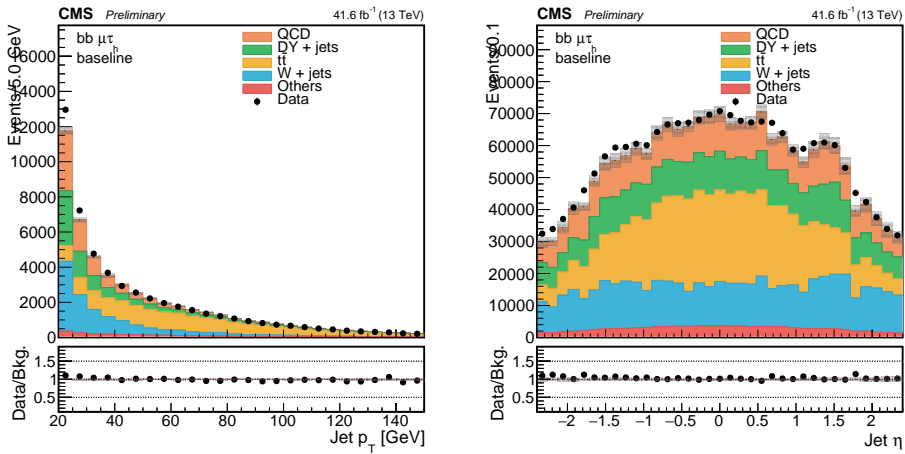 CMS Preliminary 41.6 fb⁻¹ (13 TeV)
bb μτ_h
baseline
QCD
DY + jets
tt̄
W + jets
Others
Data
Events/5.0 GeV
16000
14000
12000
10000
8000
6000
4000
2000
0
Data/Bkg.
1.5
1
0.5
20 40 60 80 100 120 140
Jet p_T [GeV]
CMS Preliminary 41.6 fb⁻¹ (13 TeV)
bb μτ_h
baseline
QCD
DY + jets
tt̄
W + jets
Others
Data
Events/0.1
90000
80000
70000
60000
50000
40000
30000
20000
10000
0
Data/Bkg.
1.5
1
0.5
−2 −1.5 −1 −0.5 0 0.5 1 1.5 2
Jet η